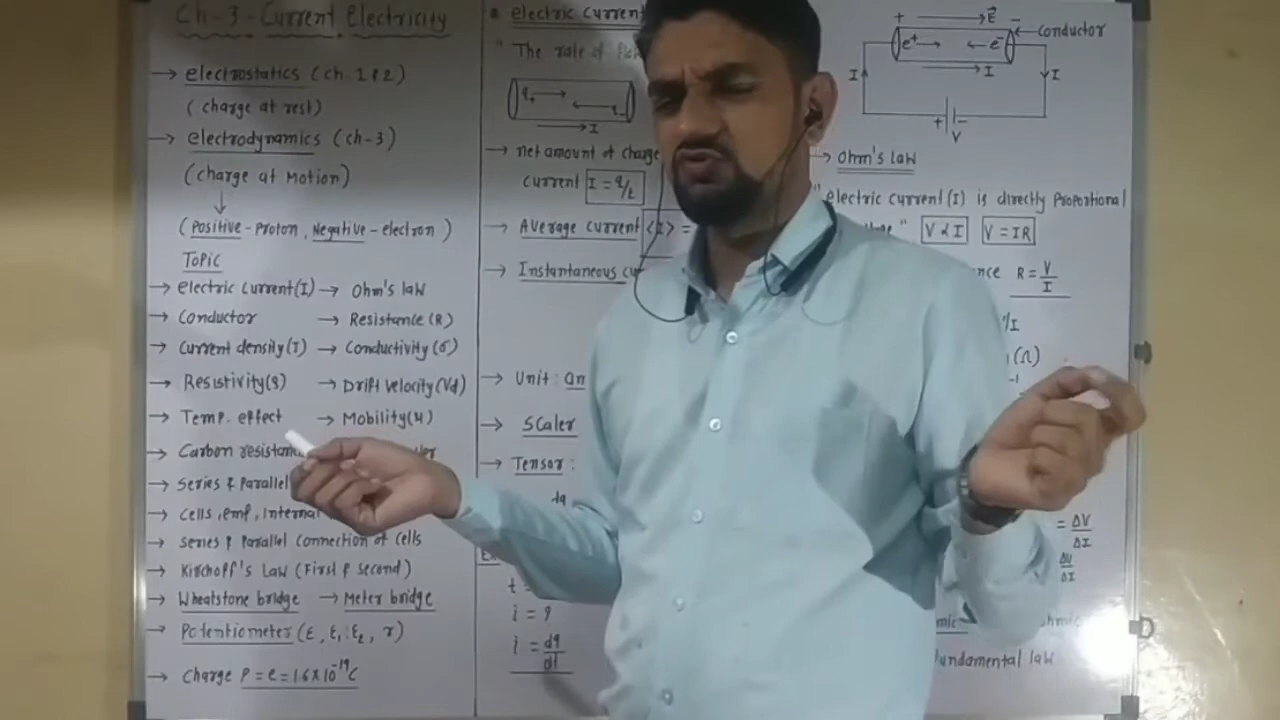 Ch-3-Current Electricity
→ electrostatics (ch. 1 & 2)
(charge at rest)
→ electrodynamics (ch-3)
(charge at Motion)
↓
(Positive-Proton, Negative-electron)
Topic
→ electric current(I) → Ohm's law
→ Conductor → Resistance (R)
→ Current density(J) → Conductivity (σ)
→ Resistivity(ρ) → Drift Velocity(Vd)
→ Temp. effect → Mobility(μ)
→ Carbon
→ Series & Parallel
→ Cells, emf, Internal
→ Series & Parallel Connection of Cells
→ Kirchoff's Law (First & Second)
→ Wheatstone bridge → Meter bridge
→ Potentiometer (ε, ε₁:ε₂, r)
→ Charge P = e = 1.6×10⁻¹⁹C
electric Current
"The rate of
q+ → ← q-
→ I
→ net amount of charge
current I = q/t
→ Average current <I> =
→ Instantaneous
→ Unit:
→ Scaler
→ Tensor:
dq
t =
i = q
i = dq/dt
+ → E⃗ -
e+ → ← e- ← Conductor
I → I I
+ - V
→ Ohm's law
"electric current (I) is directly Proportional
V ∝ I V = IR
R = V/I
/I
(Ω)
= ΔV/ΔI
ΔV/ΔI
fundamental law